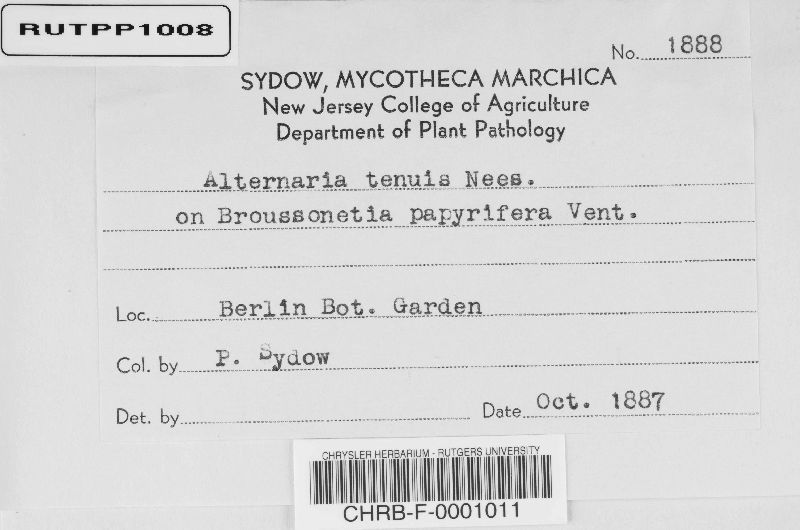 RUTPP1008
No. 1888
SYDOW, MYCOTHECA MARCHICA
New Jersey College of Agriculture
Department of Plant Pathology
Alternaria tenuis Nees.
on Broussonetia papyrifera Vent.
Loc. Berlin Bot. Garden
Col. by P. Sydow
Det. by Date Oct. 1887
CHRYSLER HERBARIUM - RUTGERS UNIVERSITY
CHRB-F-0001011